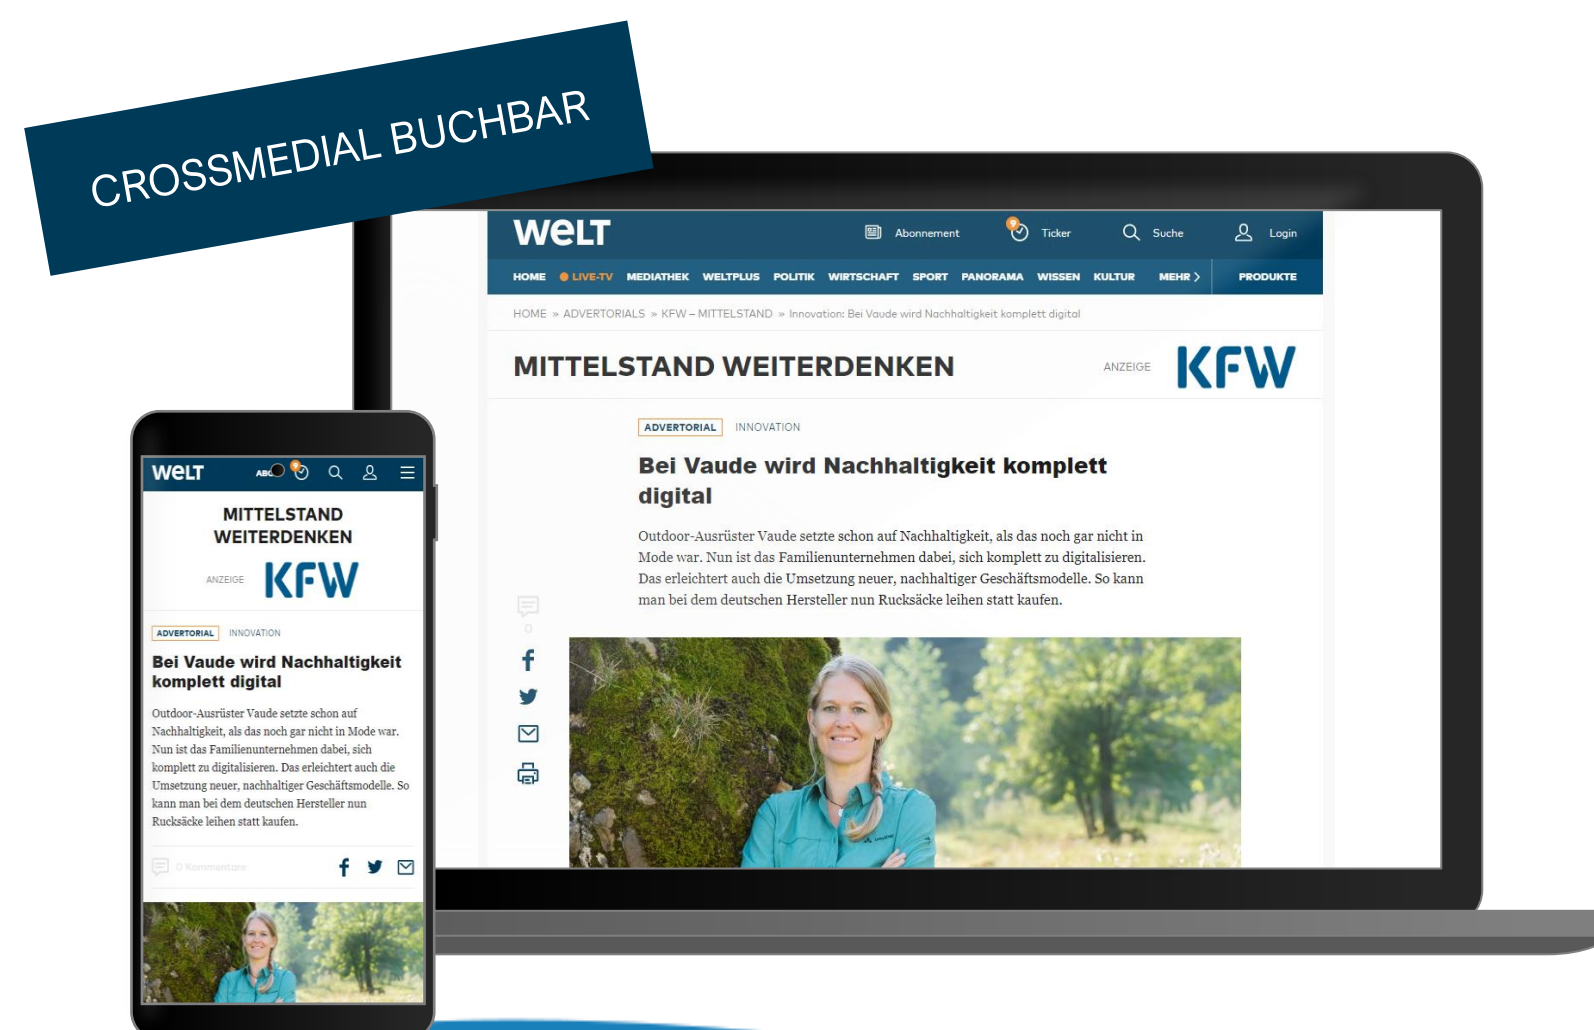 CROSSMEDIAL BUCHBAR
WELT
Abonnement
9
Ticker
Suche
Login
HOME LIVE-TV MEDIATHEK WELTPLUS POLITIK WIRTSCHAFT SPORT PANORAMA WISSEN KULTUR MEHR PRODUKTE
HOME » ADVERTORIALS » KFW – MITTELSTAND » Innovation: Bei Vaude wird Nachhaltigkeit komplett digital
MITTELSTAND WEITERDENKEN
ANZEIGE
KFW
ADVERTORIAL INNOVATION
Bei Vaude wird Nachhaltigkeit komplett
digital
Outdoor-Ausrüster Vaude setzte schon auf Nachhaltigkeit, als das noch gar nicht in
Mode war. Nun ist das Familienunternehmen dabei, sich komplett zu digitalisieren.
Das erleichtert auch die Umsetzung neuer, nachhaltiger Geschäftsmodelle. So kann
man bei dem deutschen Hersteller nun Rucksäcke leihen statt kaufen.
0
WELT
9
MITTELSTAND
WEITERDENKEN
ANZEIGE
KFW
ADVERTORIAL INNOVATION
Bei Vaude wird Nachhaltigkeit
komplett digital
Outdoor-Ausrüster Vaude setzte schon auf
Nachhaltigkeit, als das noch gar nicht in Mode war.
Nun ist das Familienunternehmen dabei, sich
komplett zu digitalisieren. Das erleichtert auch die
Umsetzung neuer, nachhaltiger Geschäftsmodelle. So
kann man bei dem deutschen Hersteller nun
Rucksäcke leihen statt kaufen.
0 Kommentare